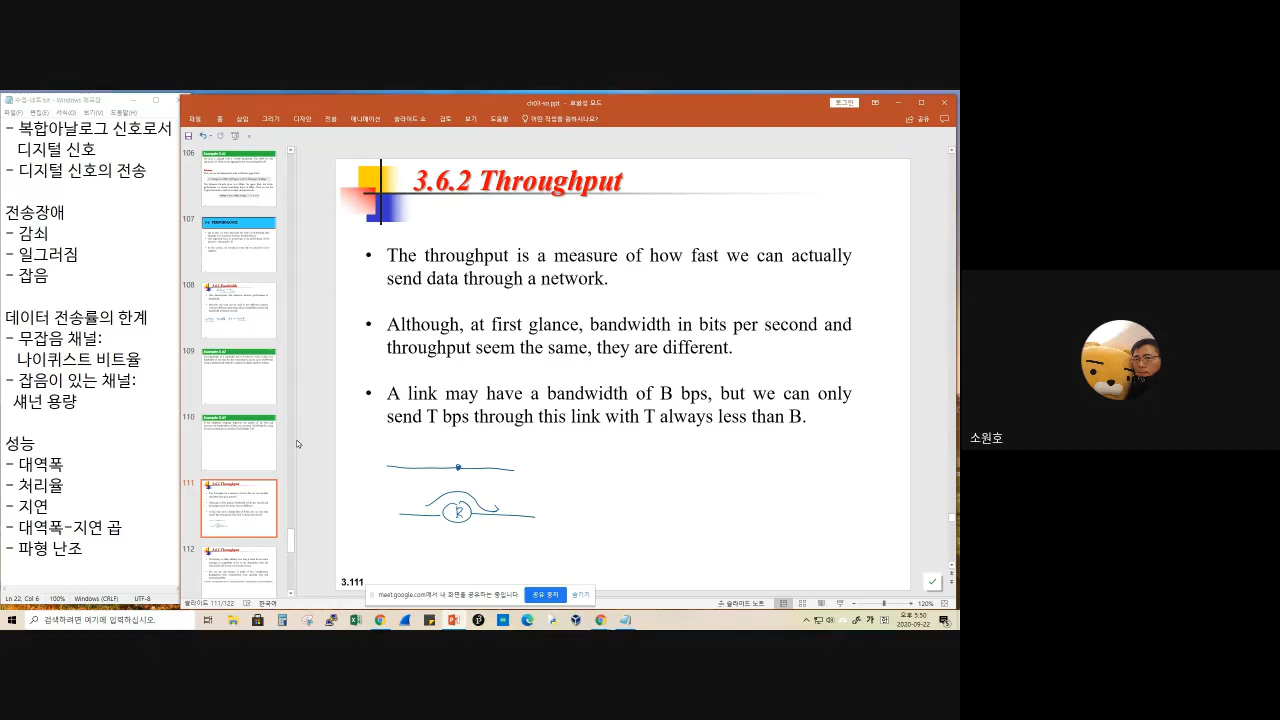 수업-네트.txt - Windows 메모장
파일(F) 편집(E) 서식(O) 보기(V) 도움말(H)
- 복합아날로그 신호로서
디지털 신호
- 디지털 신호의 전송
전송장애
- 감쇠
- 일그러짐
- 잡음
데이터 전송률의 한계
- 무잡음 채널:
나이퀴스트 비트율
- 잡음이 있는 채널:
섀넌 용량
성능
- 대역폭
- 처리율
- 지연
- 대역폭-지연 곱
- 파형 난조
Ln 22, Col 6 100% Windows (CRLF) UTF-8
ch03-so.ppt - 호환성 모드
로그인
파일 홈 삽입 그리기 디자인 전환 애니메이션 슬라이드 쇼 검토 보기 도움말 어떤 작업을 원하시나요?
공유
106
107
108
109
110
111
112
3.6.2 Throughput
• The throughput is a measure of how fast we can actually
send data through a network.
• Although, at first glance, bandwidth in bits per second and
throughput seem the same, they are different.
• A link may have a bandwidth of B bps, but we can only
send T bps through this link with T always less than B.
R
3.111
meet.google.com에서 내 화면을 공유하는 중입니다. 공유 중지 숨기기
슬라이드 111/122 한국어
슬라이드 노트
120%
검색하려면 여기에 입력하십시오.
오후 5:50
2020-09-22
소원호